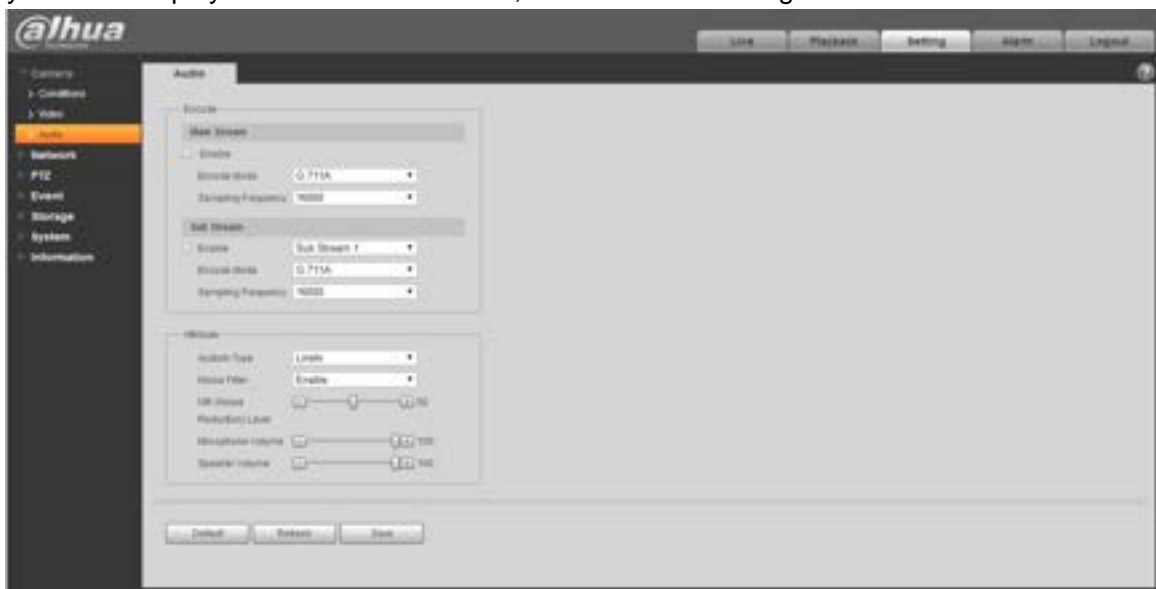 alhua
Live Playback Setting Alarm Logout
Camera
Conditions
Video
Audio
Network
PTZ
Event
Storage
System
Information
Audio
Encode
Main Stream
Enable
Encode Mode G.711A
Sampling Frequency 16000
Sub Stream
Enable Sub Stream 1
Encode Mode G.711A
Sampling Frequency 16000
Attribute
AudioIn Type LineIn
Noise Filter Enable
NR (Noise 50
Reduction) Level
Microphone volume 100
Speaker Volume 100
Default Refresh Save